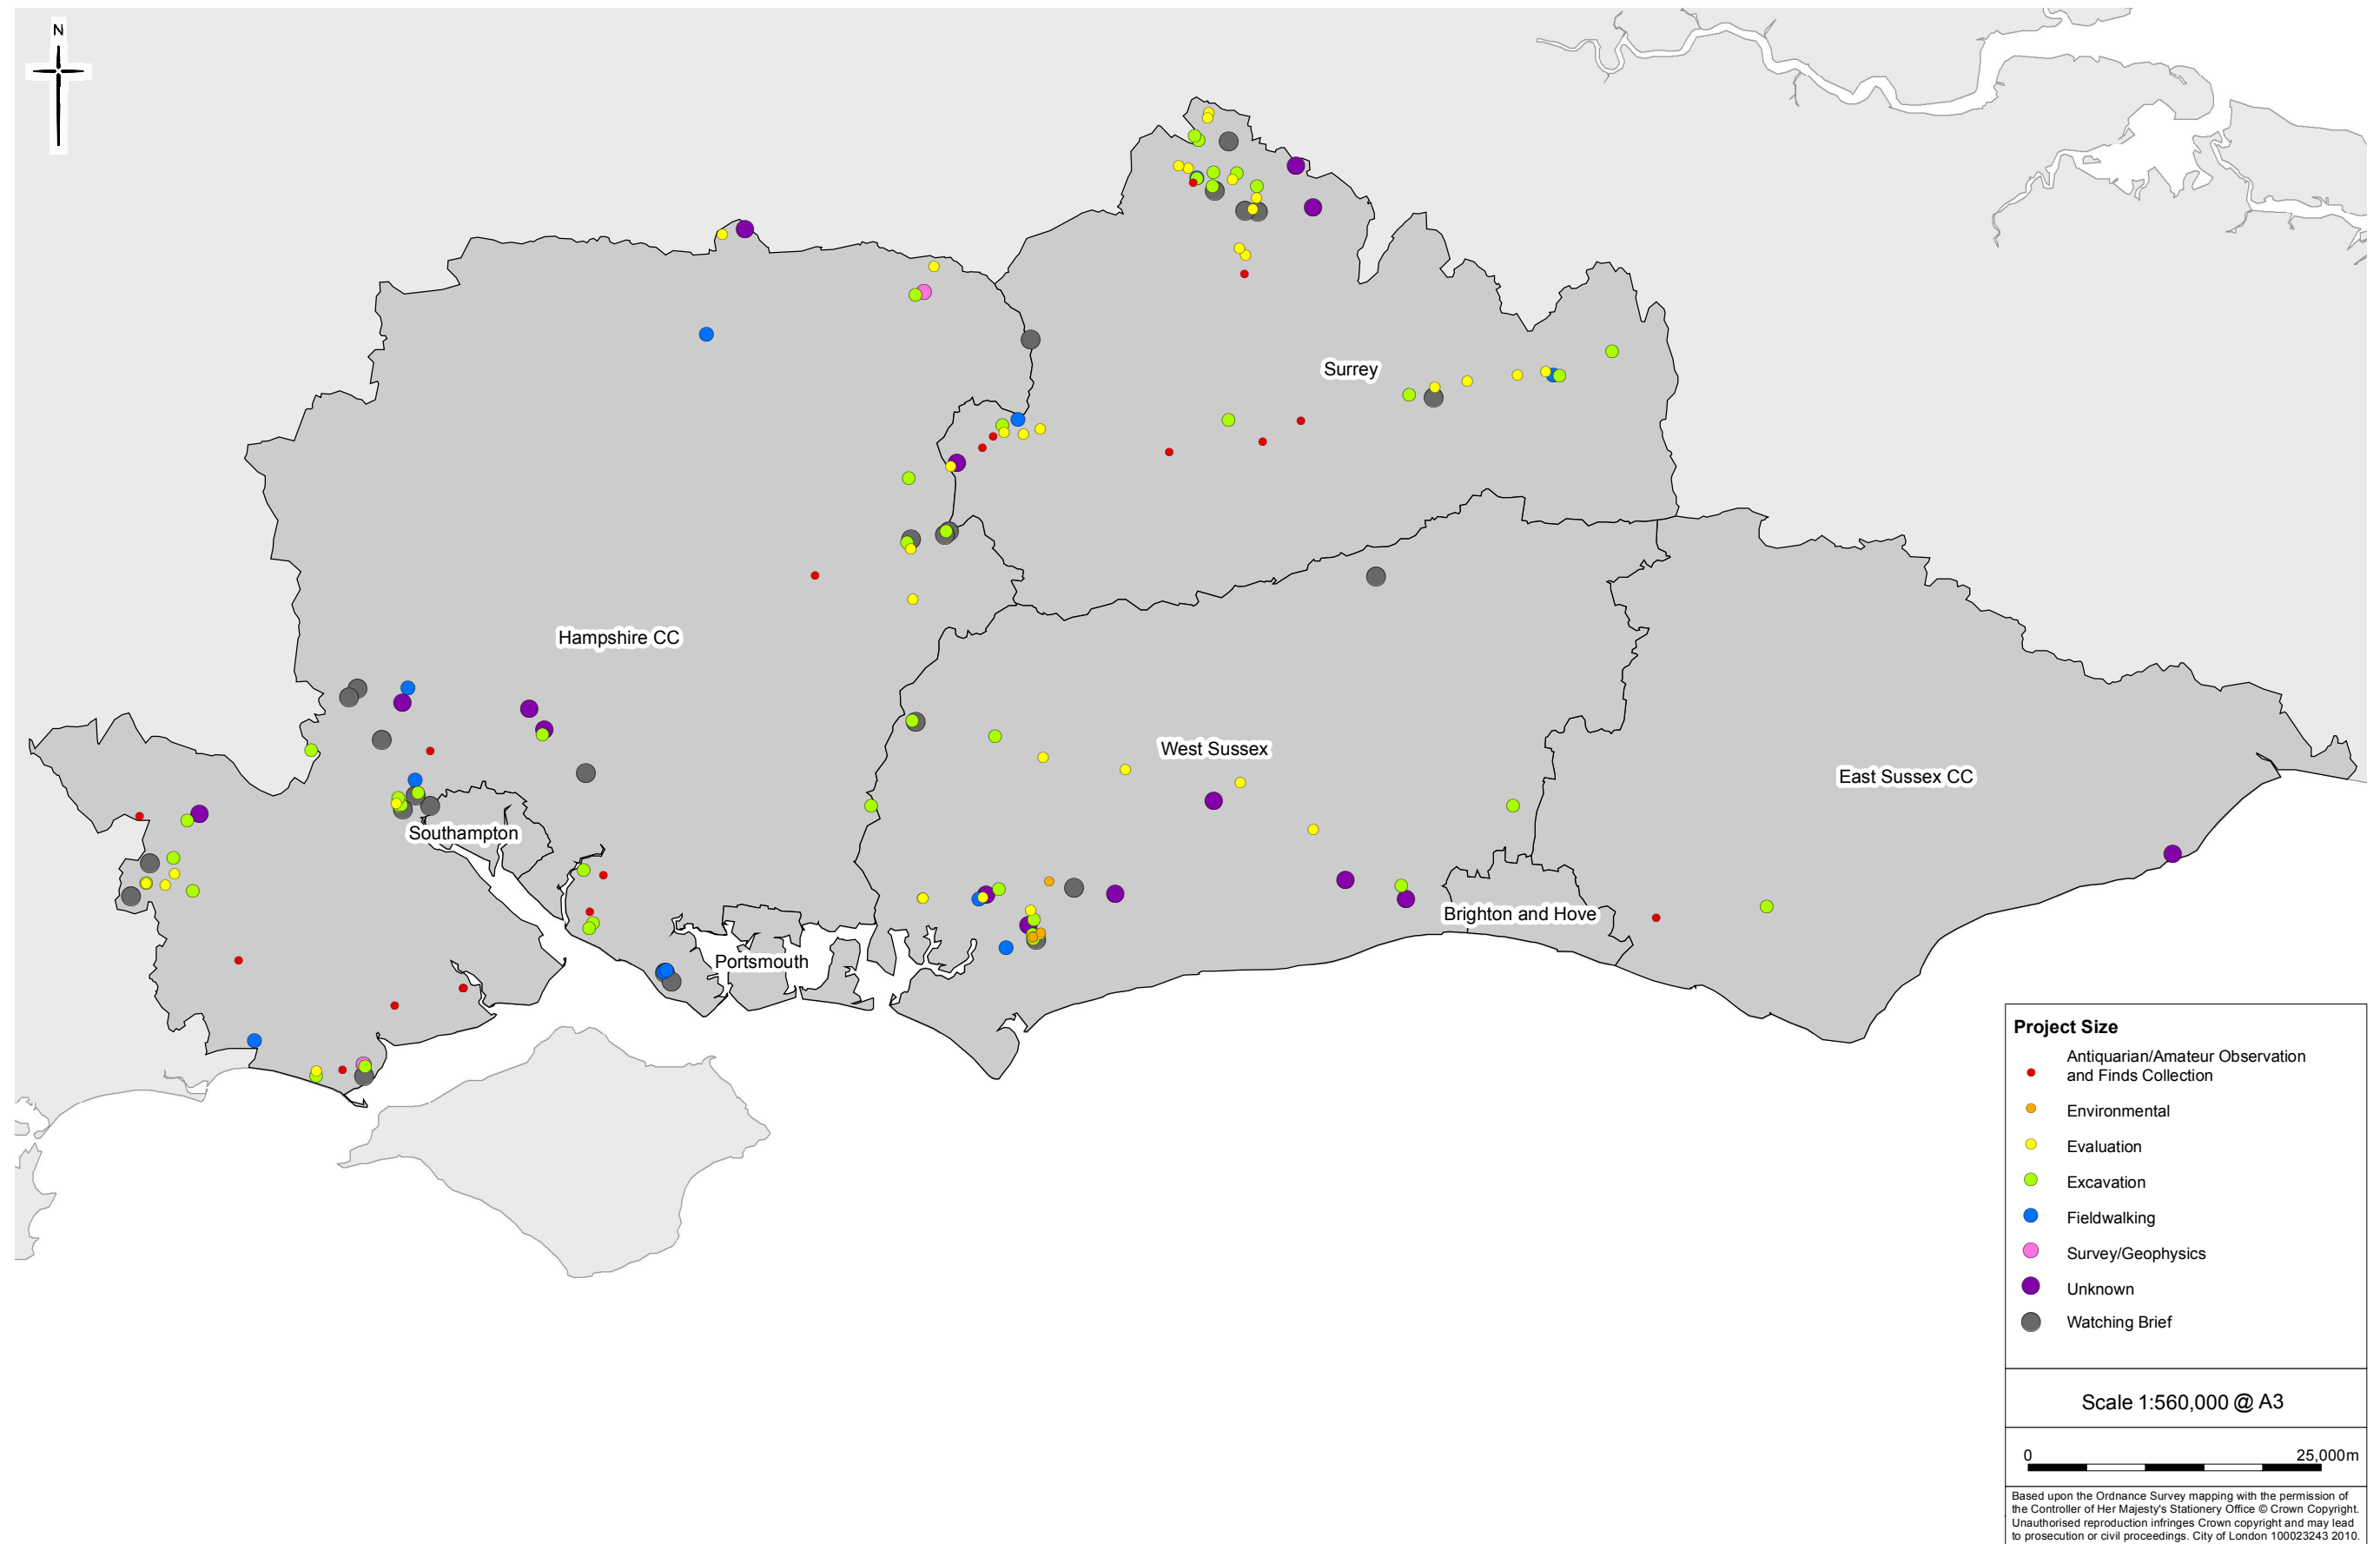 N
Surrey
Hampshire CC
West Sussex
East Sussex CC
Southampton
Brighton and Hove
Portsmouth
Project Size
Antiquarian/Amateur Observation
and Finds Collection
Environmental
Evaluation
Excavation
Fieldwalking
Survey/Geophysics
Unknown
Watching Brief
Scale 1:560,000 @ A3
0 25,000m
Based upon the Ordnance Survey mapping with the permission of
the Controller of Her Majesty's Stationery Office © Crown Copyright.
Unauthorised reproduction infringes Crown copyright and may lead
to prosecution or civil proceedings. City of London 100023243 2010.